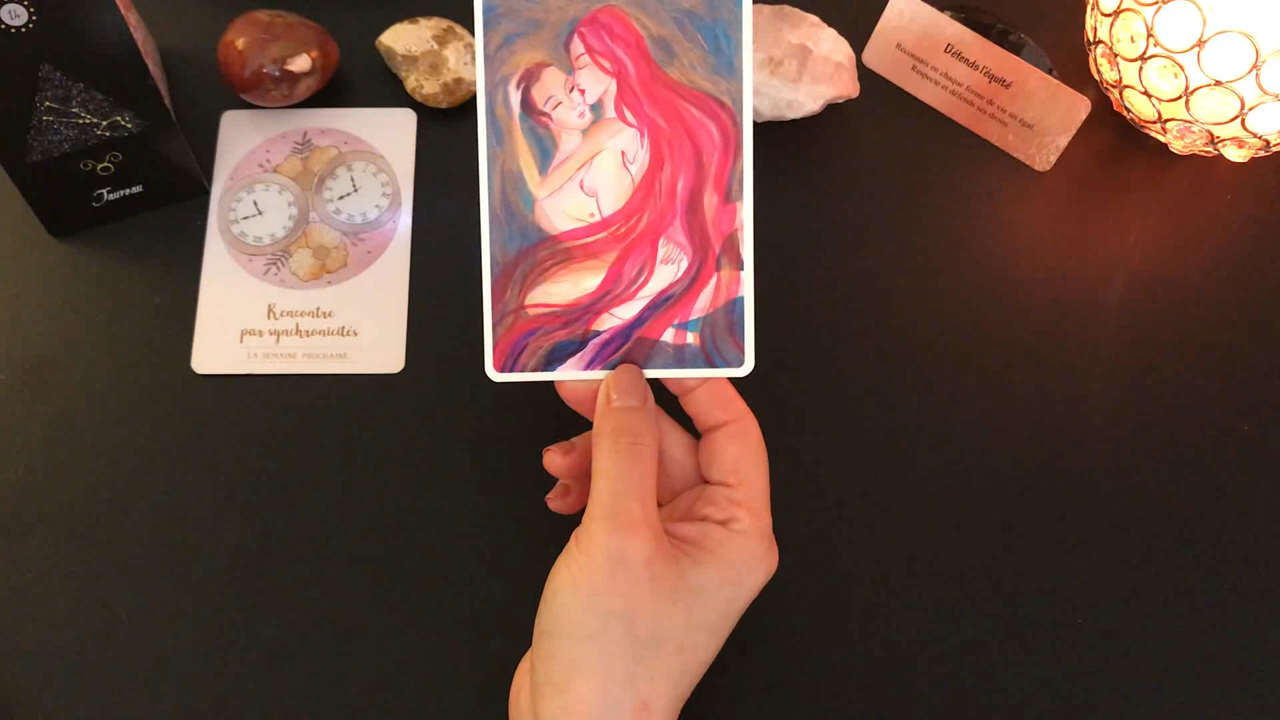 14
Taureau
Rencontre
par synchronicités
LA SEMAINE PROCHAINE
Défends l'équité
Reconnais en chaque forme de vie un égal.
Respecte et défends ses droits.